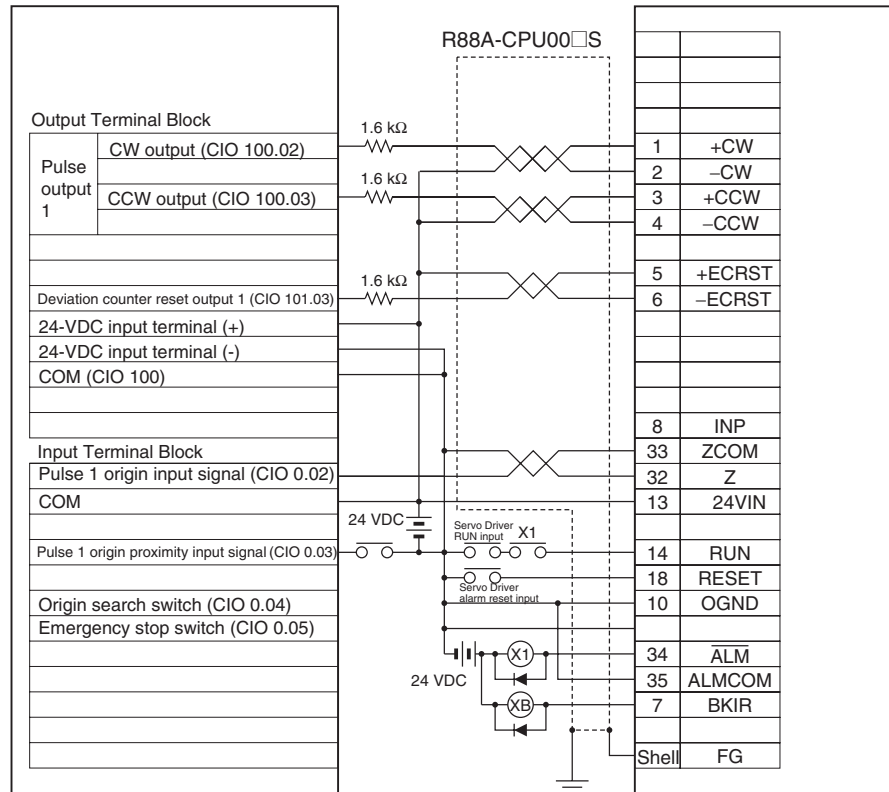 R88A-CPU00□S
Output Terminal Block
Pulse output 1
CW output (CIO 100.02)
1.6 kΩ
1 +CW
2 −CW
CCW output (CIO 100.03)
1.6 kΩ
3 +CCW
4 −CCW
5 +ECRST
Deviation counter reset output 1 (CIO 101.03)
1.6 kΩ
6 −ECRST
24-VDC input terminal (+)
24-VDC input terminal (-)
COM (CIO 100)
8 INP
Input Terminal Block
33 ZCOM
Pulse 1 origin input signal (CIO 0.02)
32 Z
COM
13 24VIN
24 VDC
Servo Driver
RUN input
X1
Pulse 1 origin proximity input signal (CIO 0.03)
14 RUN
18 RESET
Servo Driver
alarm reset input
Origin search switch (CIO 0.04)
10 OGND
Emergency stop switch (CIO 0.05)
X1
34 ALM
24 VDC
35 ALMCOM
XB
7 BKIR
Shell FG